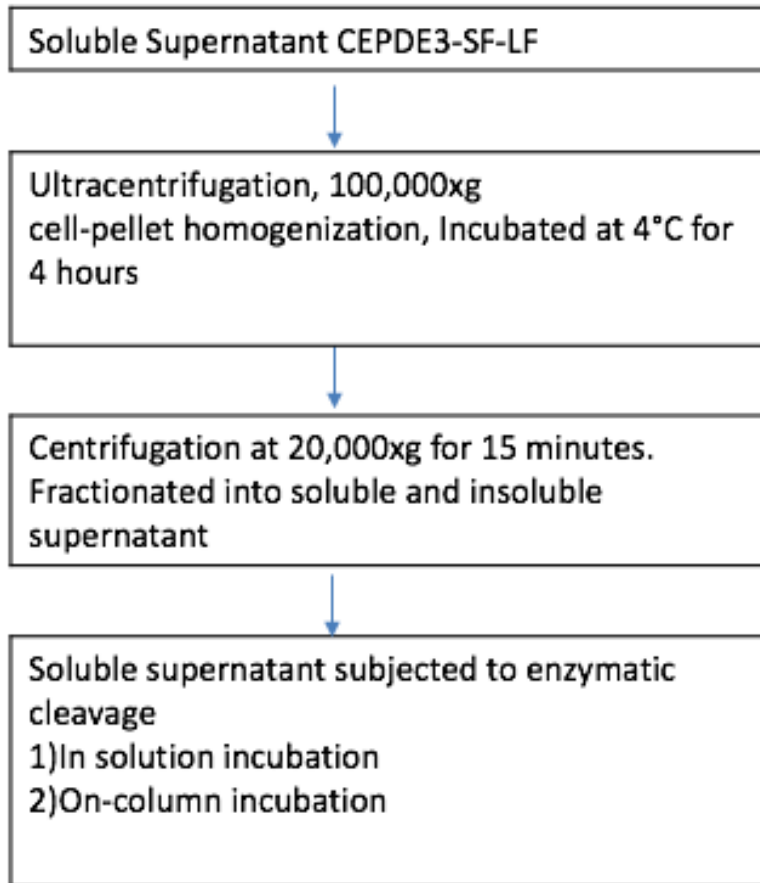 Soluble Supernatant CEPDE3-SF-LF
Ultracentrifugation, 100,000xg
cell-pellet homogenization, Incubated at 4°C for
4 hours
Centrifugation at 20,000xg for 15 minutes.
Fractionated into soluble and insoluble
supernatant
Soluble supernatant subjected to enzymatic
cleavage
1)In solution incubation
2)On-column incubation